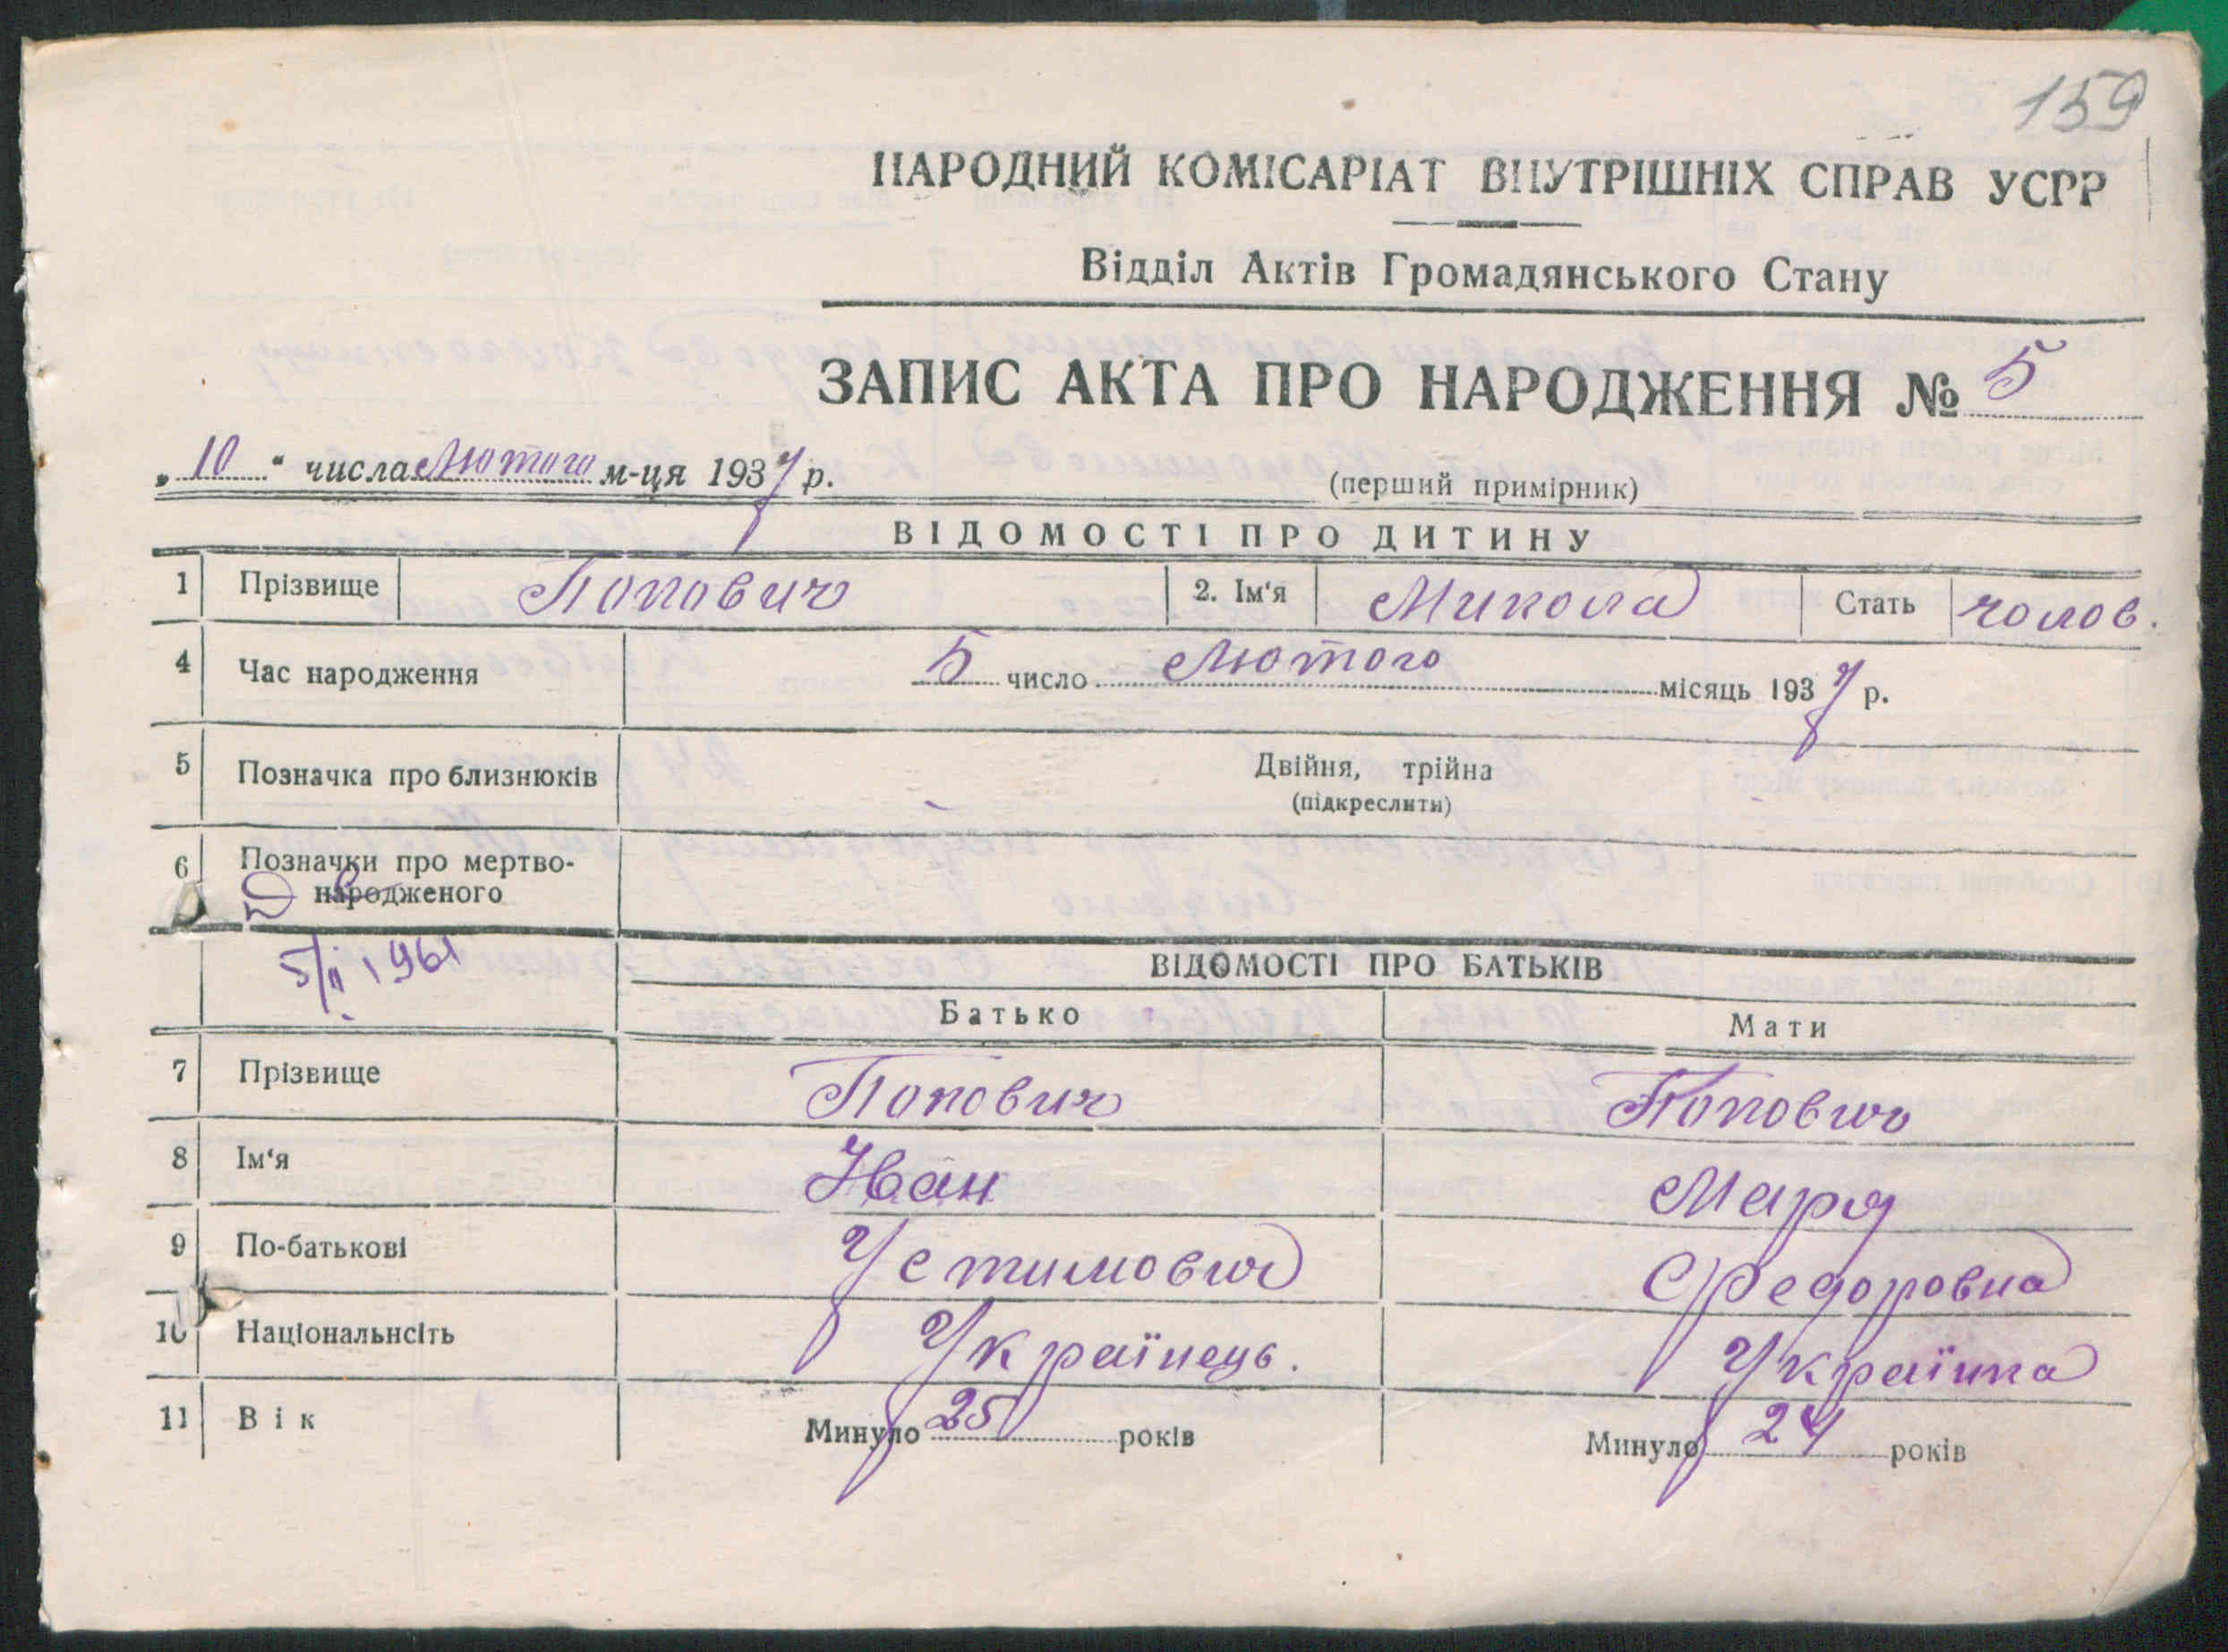 159
НАРОДНИЙ КОМІСАРІАТ ВНУТРІШНІХ СПРАВ УСРР
Відділ Актів Громадянського Стану
ЗАПИС АКТА ПРО НАРОДЖЕННЯ № 5
„10“ числа Лютого м-ця 1937 р.
(перший примірник)
ВІДОМОСТІ ПРО ДИТИНУ
1 Прізвище Попович 2. Ім‘я Микола Стать чолов.
4 Час народження 5 число Лютого місяць 1937 р.
5 Позначка про близнюків Двійня, трійна
(підкреслити)
6 Позначки про мертво-
народженого
5/II 1961
ВІДОМОСТІ ПРО БАТЬКІВ
Батько Мати
7 Прізвище Попович Попович
8 Ім‘я Іван Маря
9 По-батькові Устимович Федоровна
10 Національнсіть Українець. Українка
11 Вік Минуло 25 років Минуло 24 років